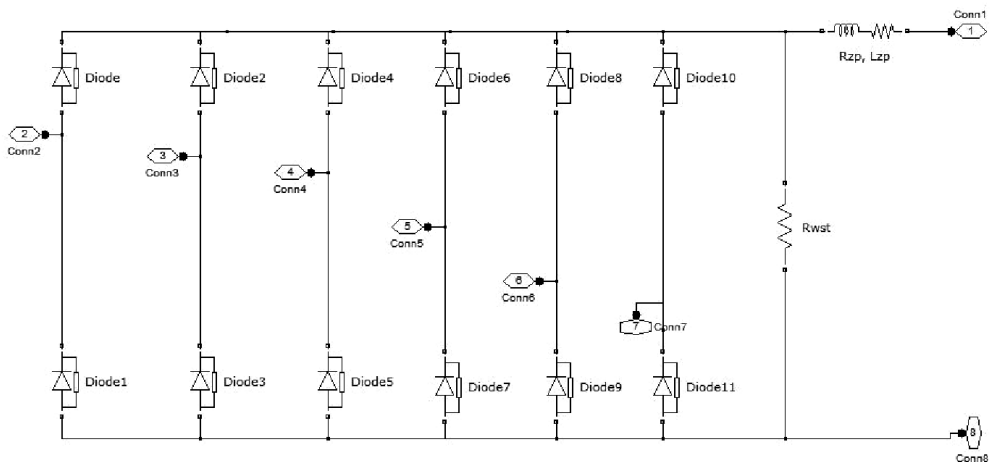 Conn1
1
Rzp, Lzp
Diode
Diode2
Diode4
Diode6
Diode8
Diode10
2
Conn2
3
Conn3
4
Conn4
5
Conn5
Rwst
6
Conn6
7
Conn7
Diode1
Diode3
Diode5
Diode7
Diode9
Diode11
8
Conn8